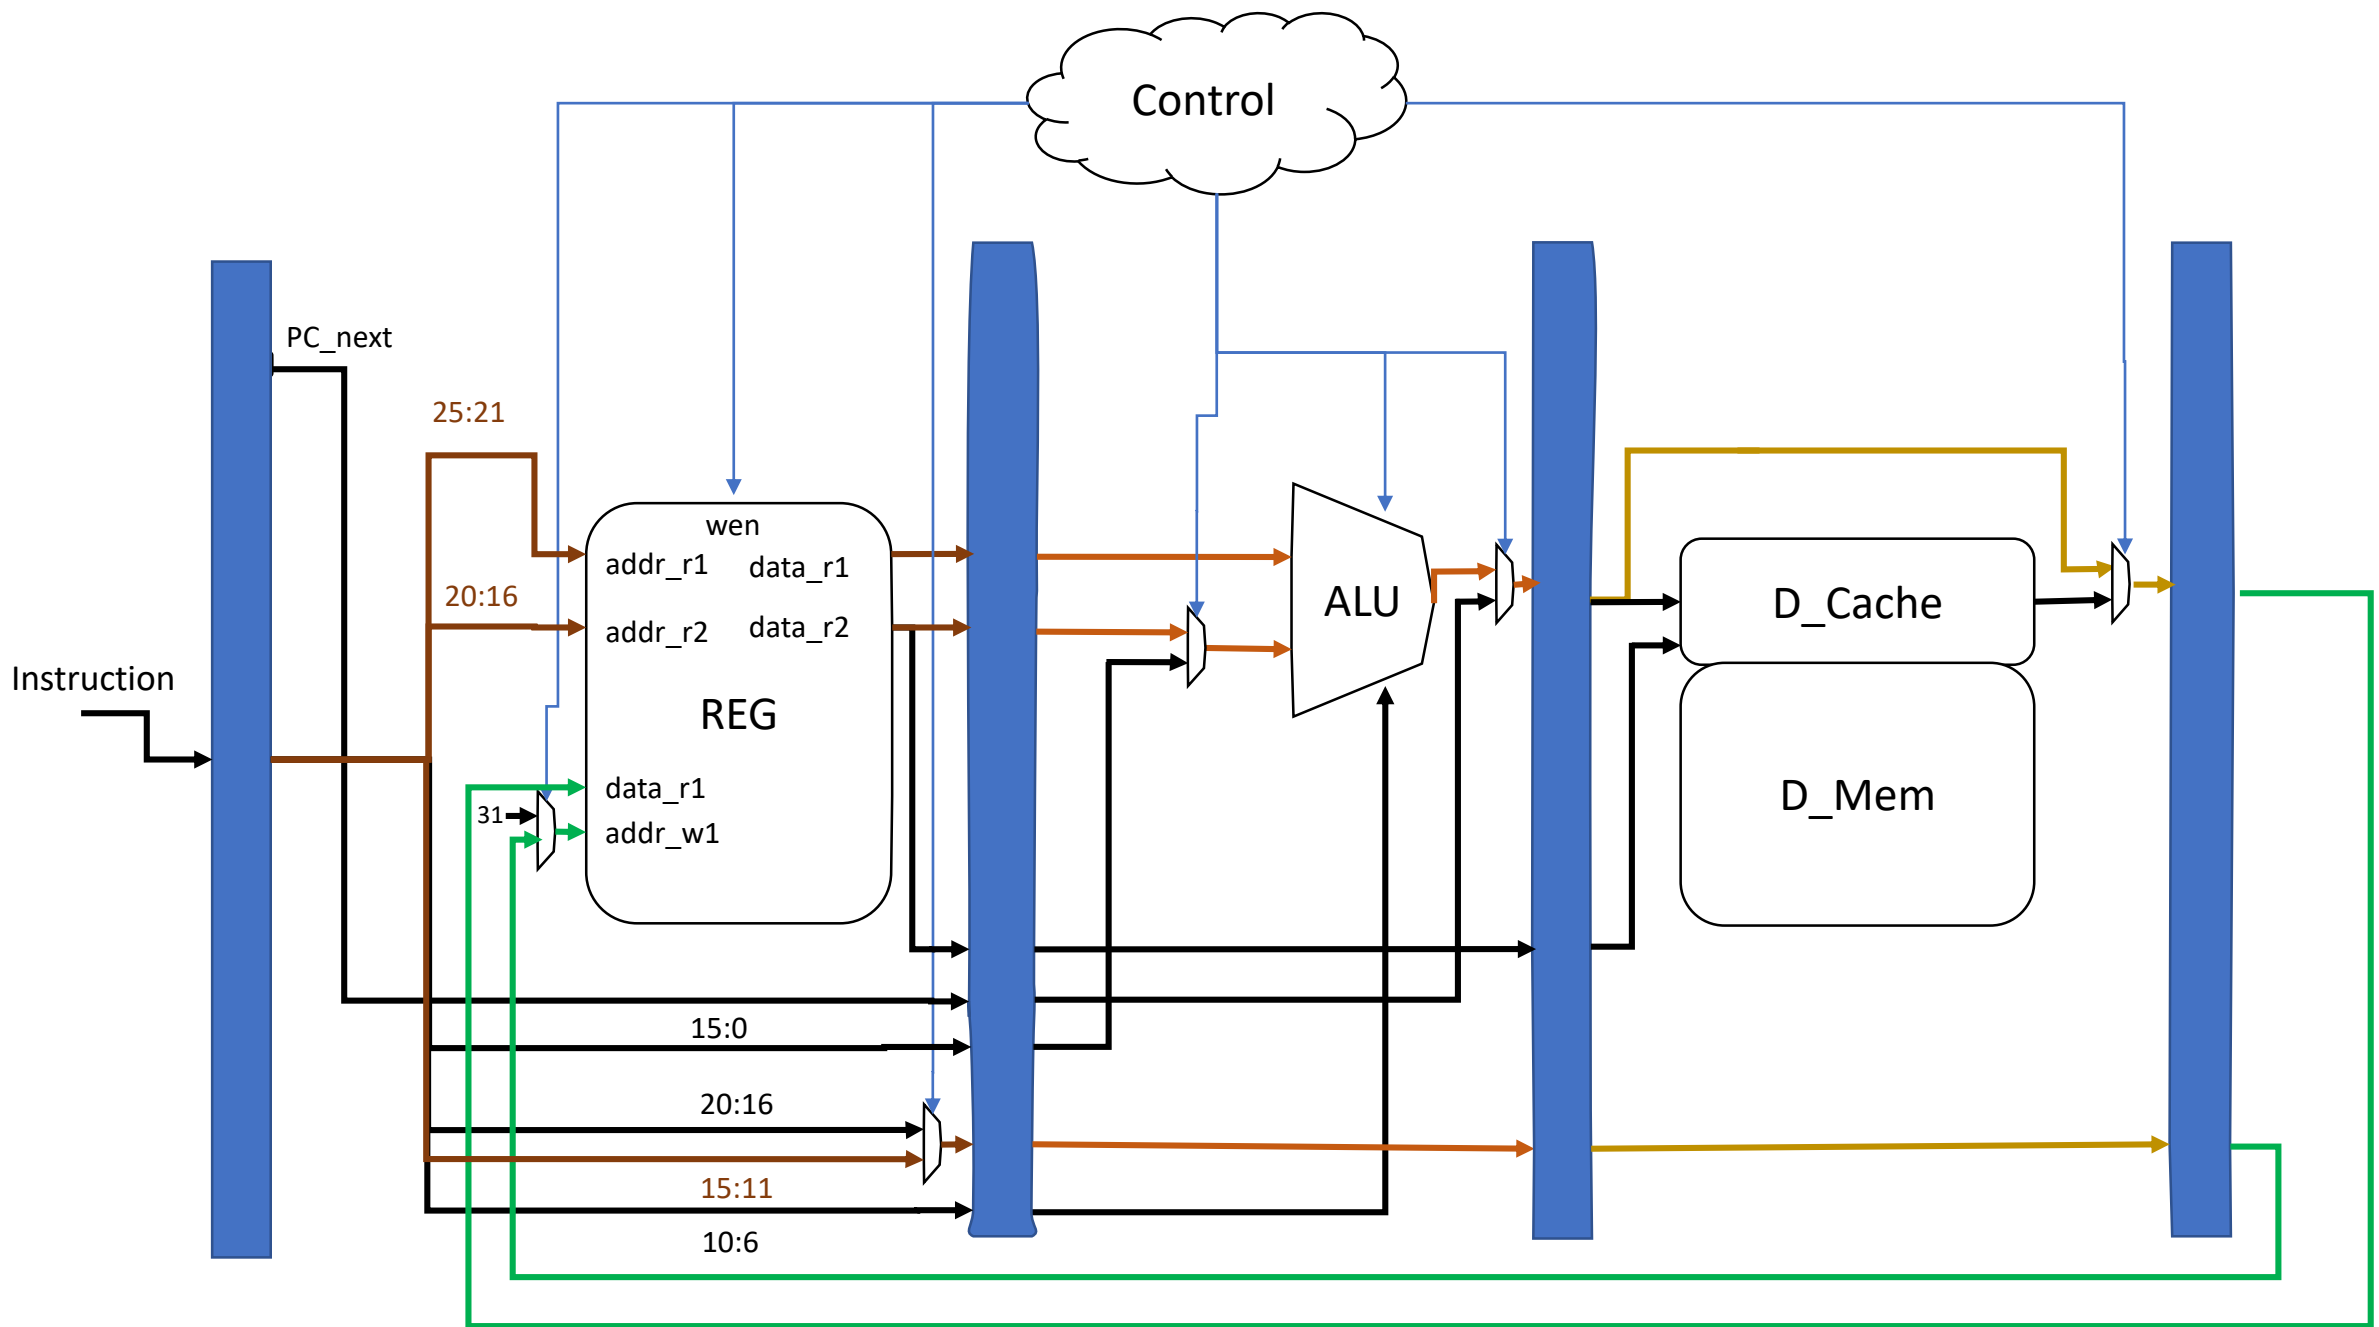 Control
PC_next
25:21
wen
addr_r1
data_r1
20:16
addr_r2
data_r2
ALU
D_Cache
Instruction
REG
data_r1
31
addr_w1
D_Mem
15:0
20:16
15:11
10:6